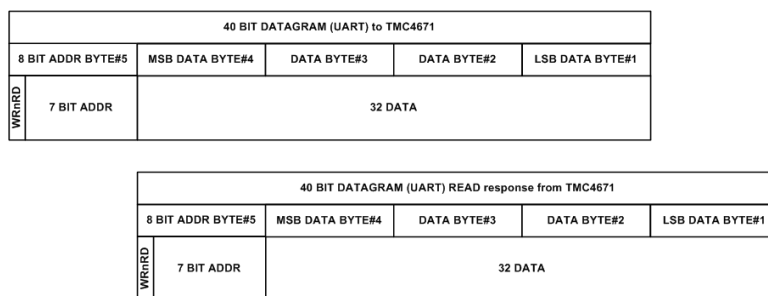 40 BIT DATAGRAM (UART) to TMC4671
8 BIT ADDR BYTE#5 MSB DATA BYTE#4 DATA BYTE#3 DATA BYTE#2 LSB DATA BYTE#1
WRnRD 7 BIT ADDR 32 DATA
40 BIT DATAGRAM (UART) READ response from TMC4671
8 BIT ADDR BYTE#5 MSB DATA BYTE#4 DATA BYTE#3 DATA BYTE#2 LSB DATA BYTE#1
WRnRD 7 BIT ADDR 32 DATA